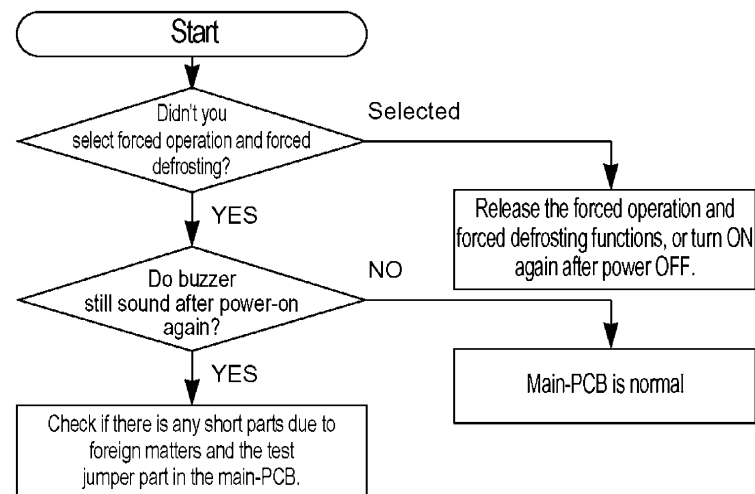 Start
Didn't you
select forced operation and forced
defrosting?
Selected
YES
Release the forced operation and
forced defrosting functions, or turn ON
again after power OFF.
Do buzzer
still sound after power-on
again?
NO
YES
Main-PCB is normal
Check if there is any short parts due to
foreign matters and the test
jumper part in the main-PCB.